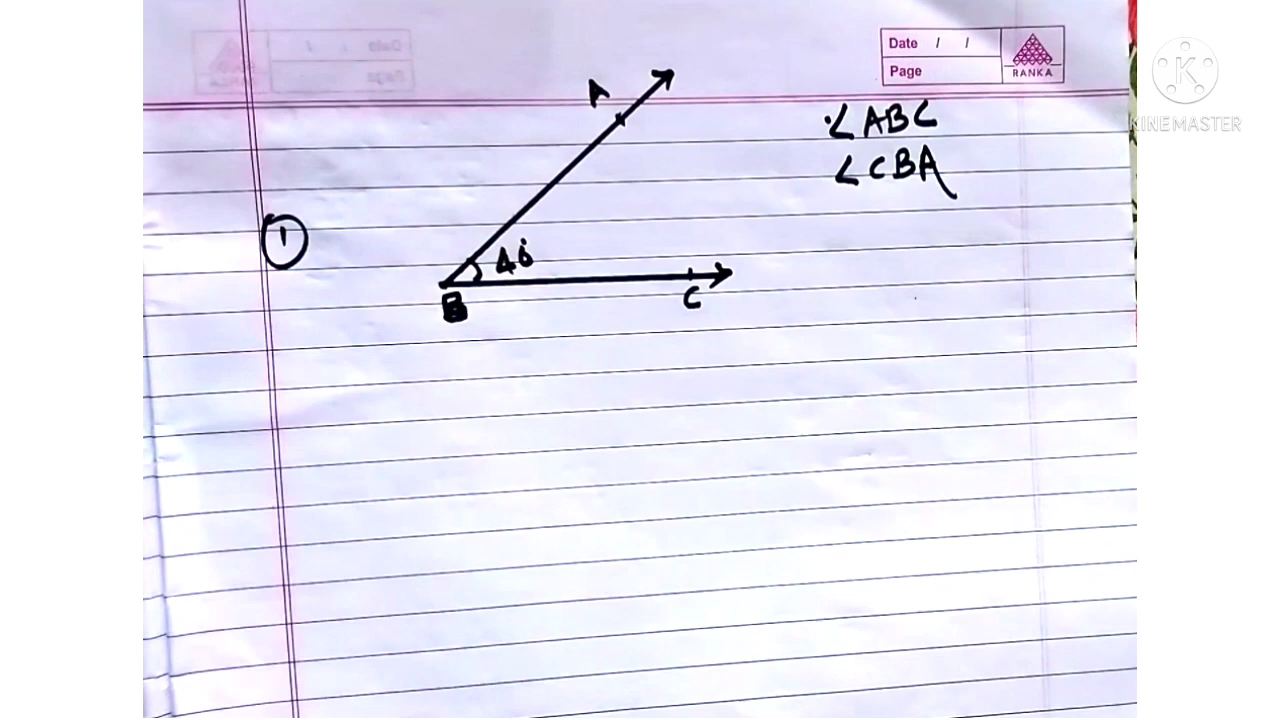 Date / /
Page
RANKA
K
KINEMASTER
A
∠ABC
∠CBA
1
40°
B
C